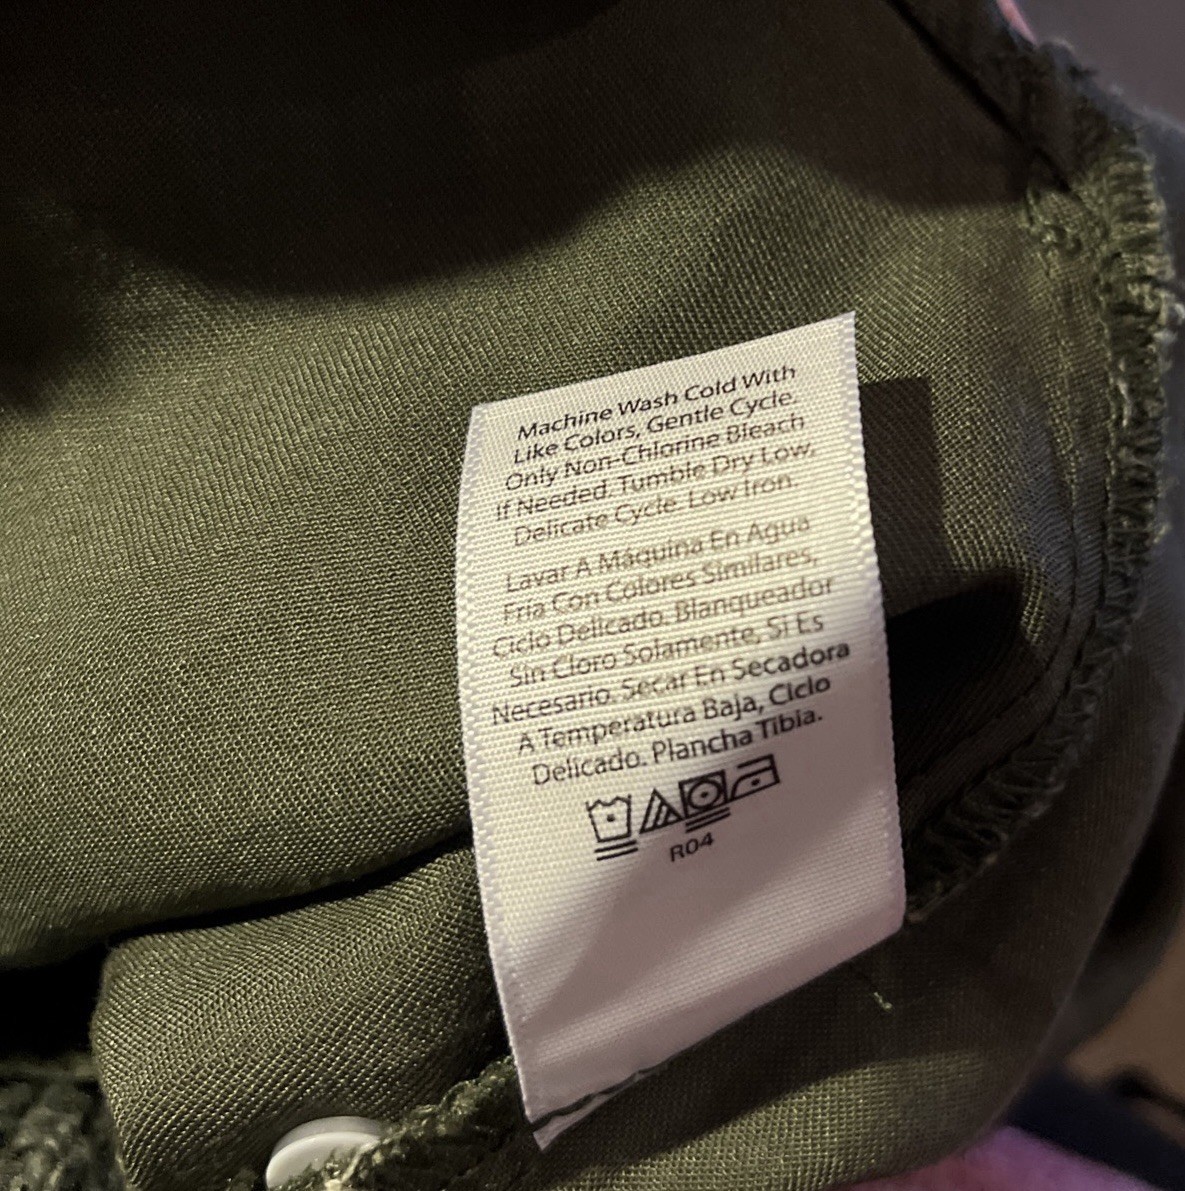 Machine Wash Cold With
Like Colors, Gentle Cycle.
Only Non-Chlorine Bleach
If Needed. Tumble Dry Low,
Delicate Cycle. Low Iron.
Lavar A Máquina En Agua
Fria Con Colores Similares,
Ciclo Delicado. Blanqueador
Sin Cloro Solamente, Si Es
Necesario. Secar En Secadora
A Temperatura Baja, Ciclo
Delicado. Plancha Tibia.
R04